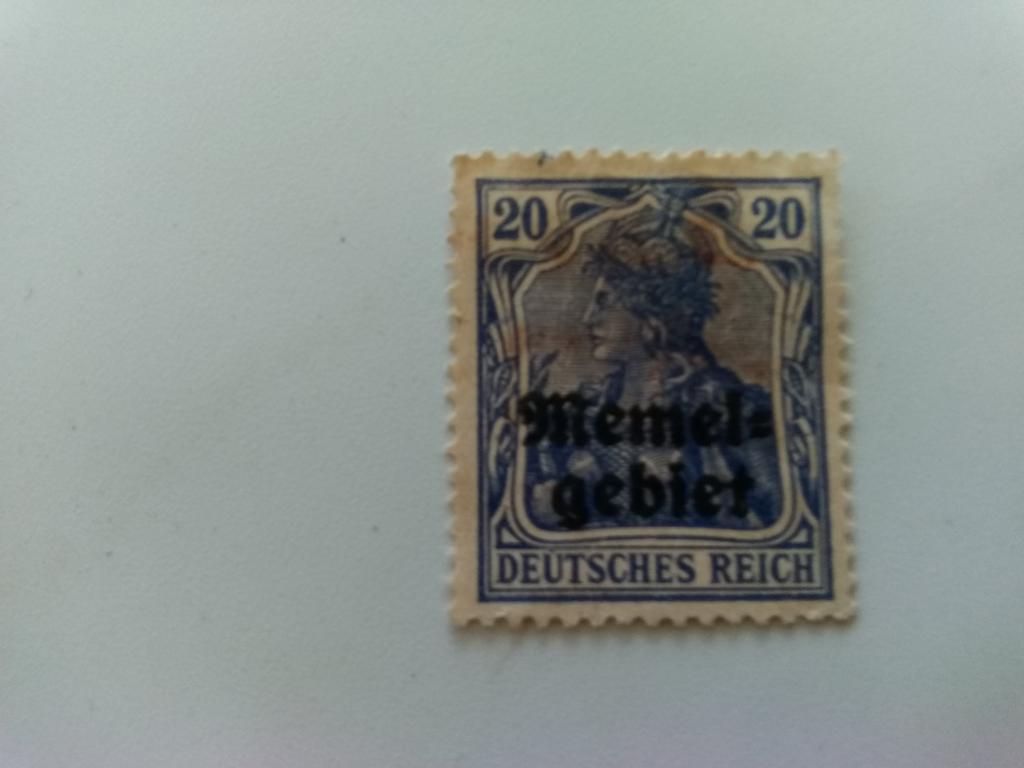 20 20
Memel-
gebiet
DEUTSCHES REICH